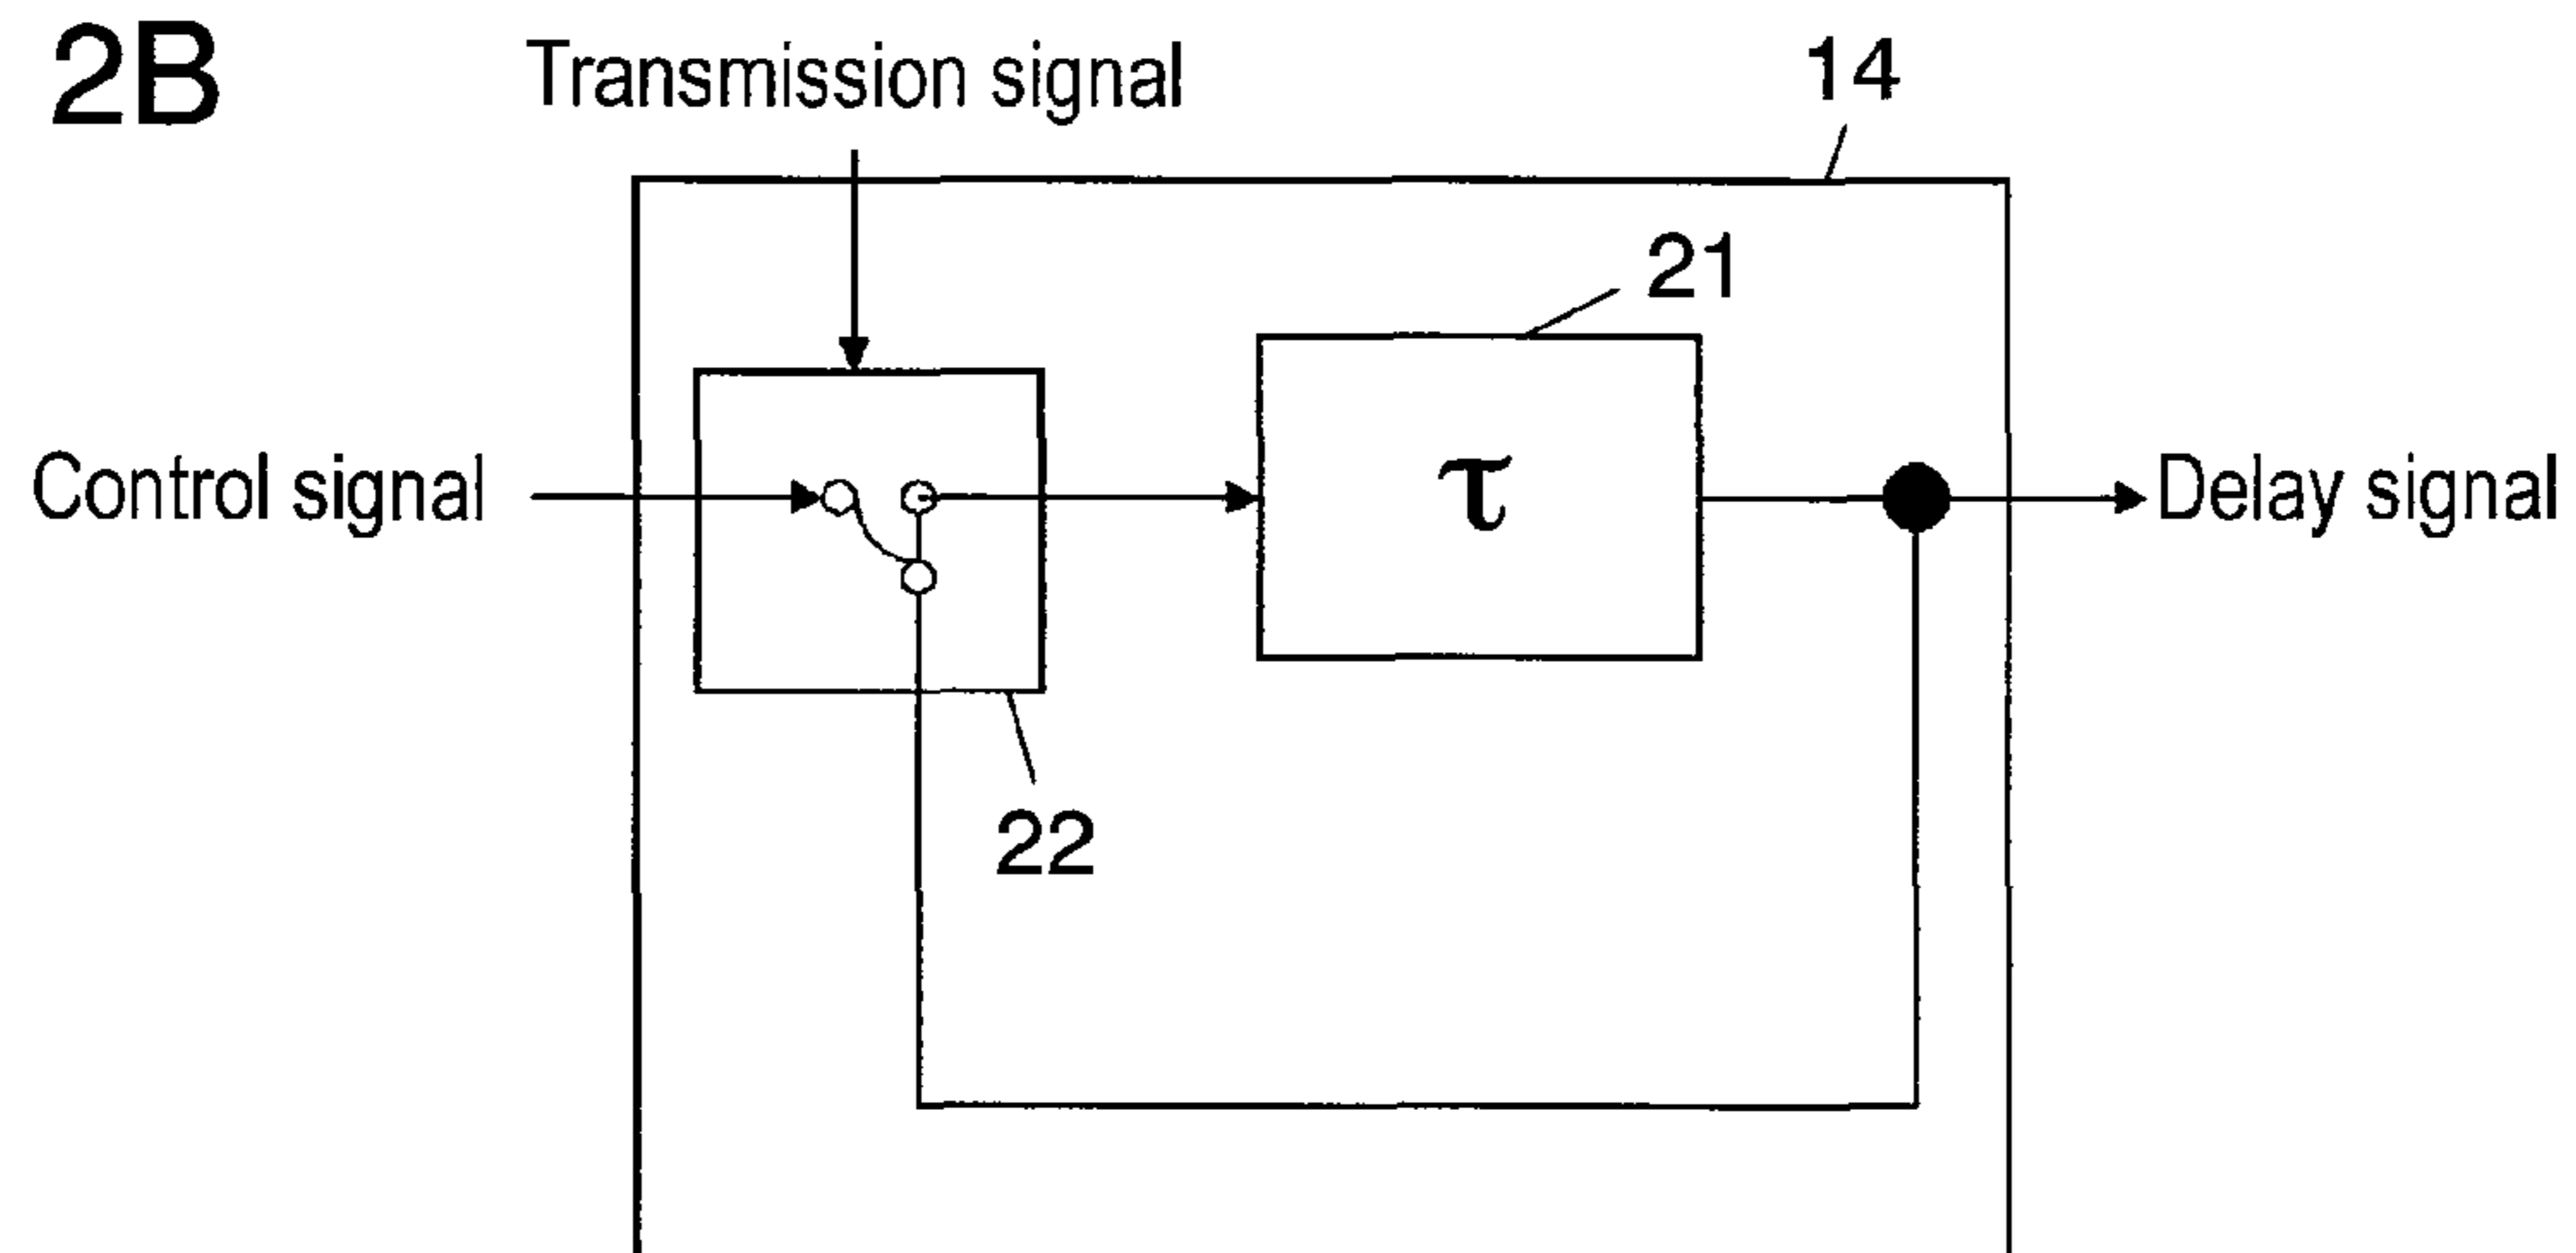 2B
Transmission signal
14
21
τ
Control signal
Delay signal
22